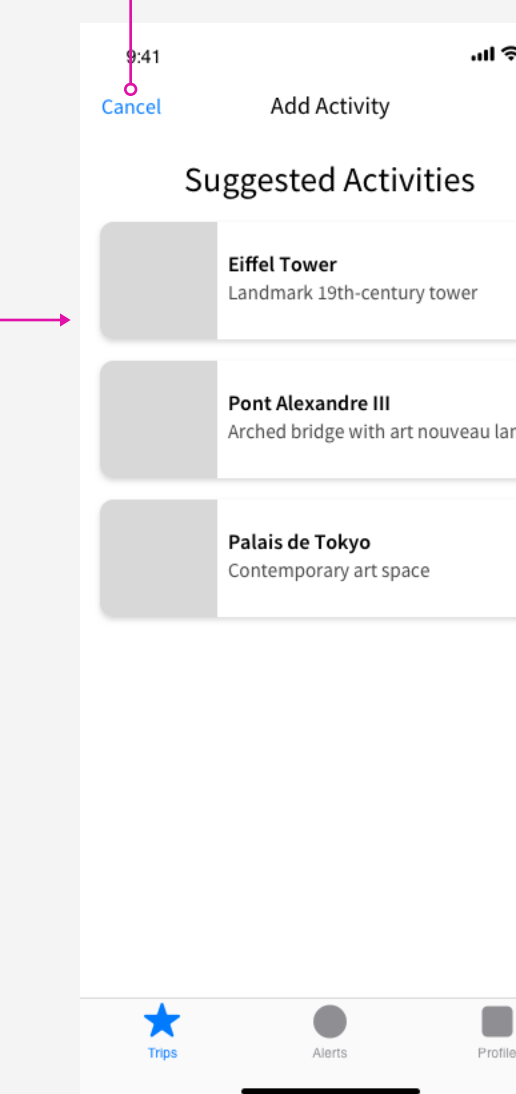 9:41
Cancel
Add Activity
Suggested Activities
Eiffel Tower
Landmark 19th-century tower
Pont Alexandre III
Arched bridge with art nouveau
Palais de Tokyo
Contemporary art space
Trips
Alerts
Profile